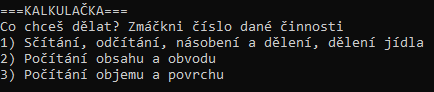 ===KALKULAČKA===
Co chceš dělat? Zmáčkni číslo dané činnosti
1) Sčítání, odčítání, násobení a dělení, dělení jídla
2) Počítání obsahu a obvodu
3) Počítání objemu a povrchu